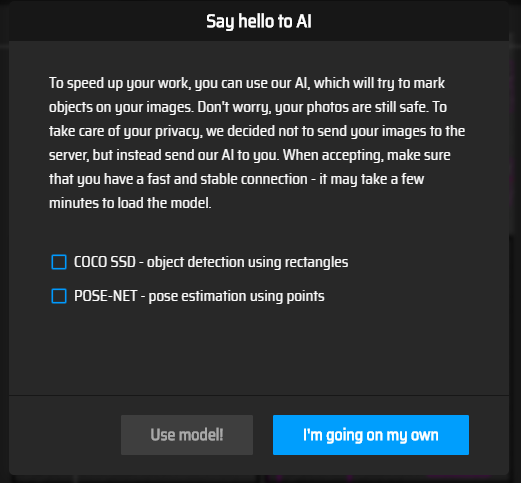 Say hello to AI
To speed up your work, you can use our AI, which will try to mark
objects on your images. Don't worry, your photos are still safe. To
take care of your privacy, we decided not to send your images to the
server, but instead send our AI to you. When accepting, make sure
that you have a fast and stable connection - it may take a few
minutes to load the model.
COCO SSD - object detection using rectangles
POSE-NET - pose estimation using points
Use model!
I'm going on my own